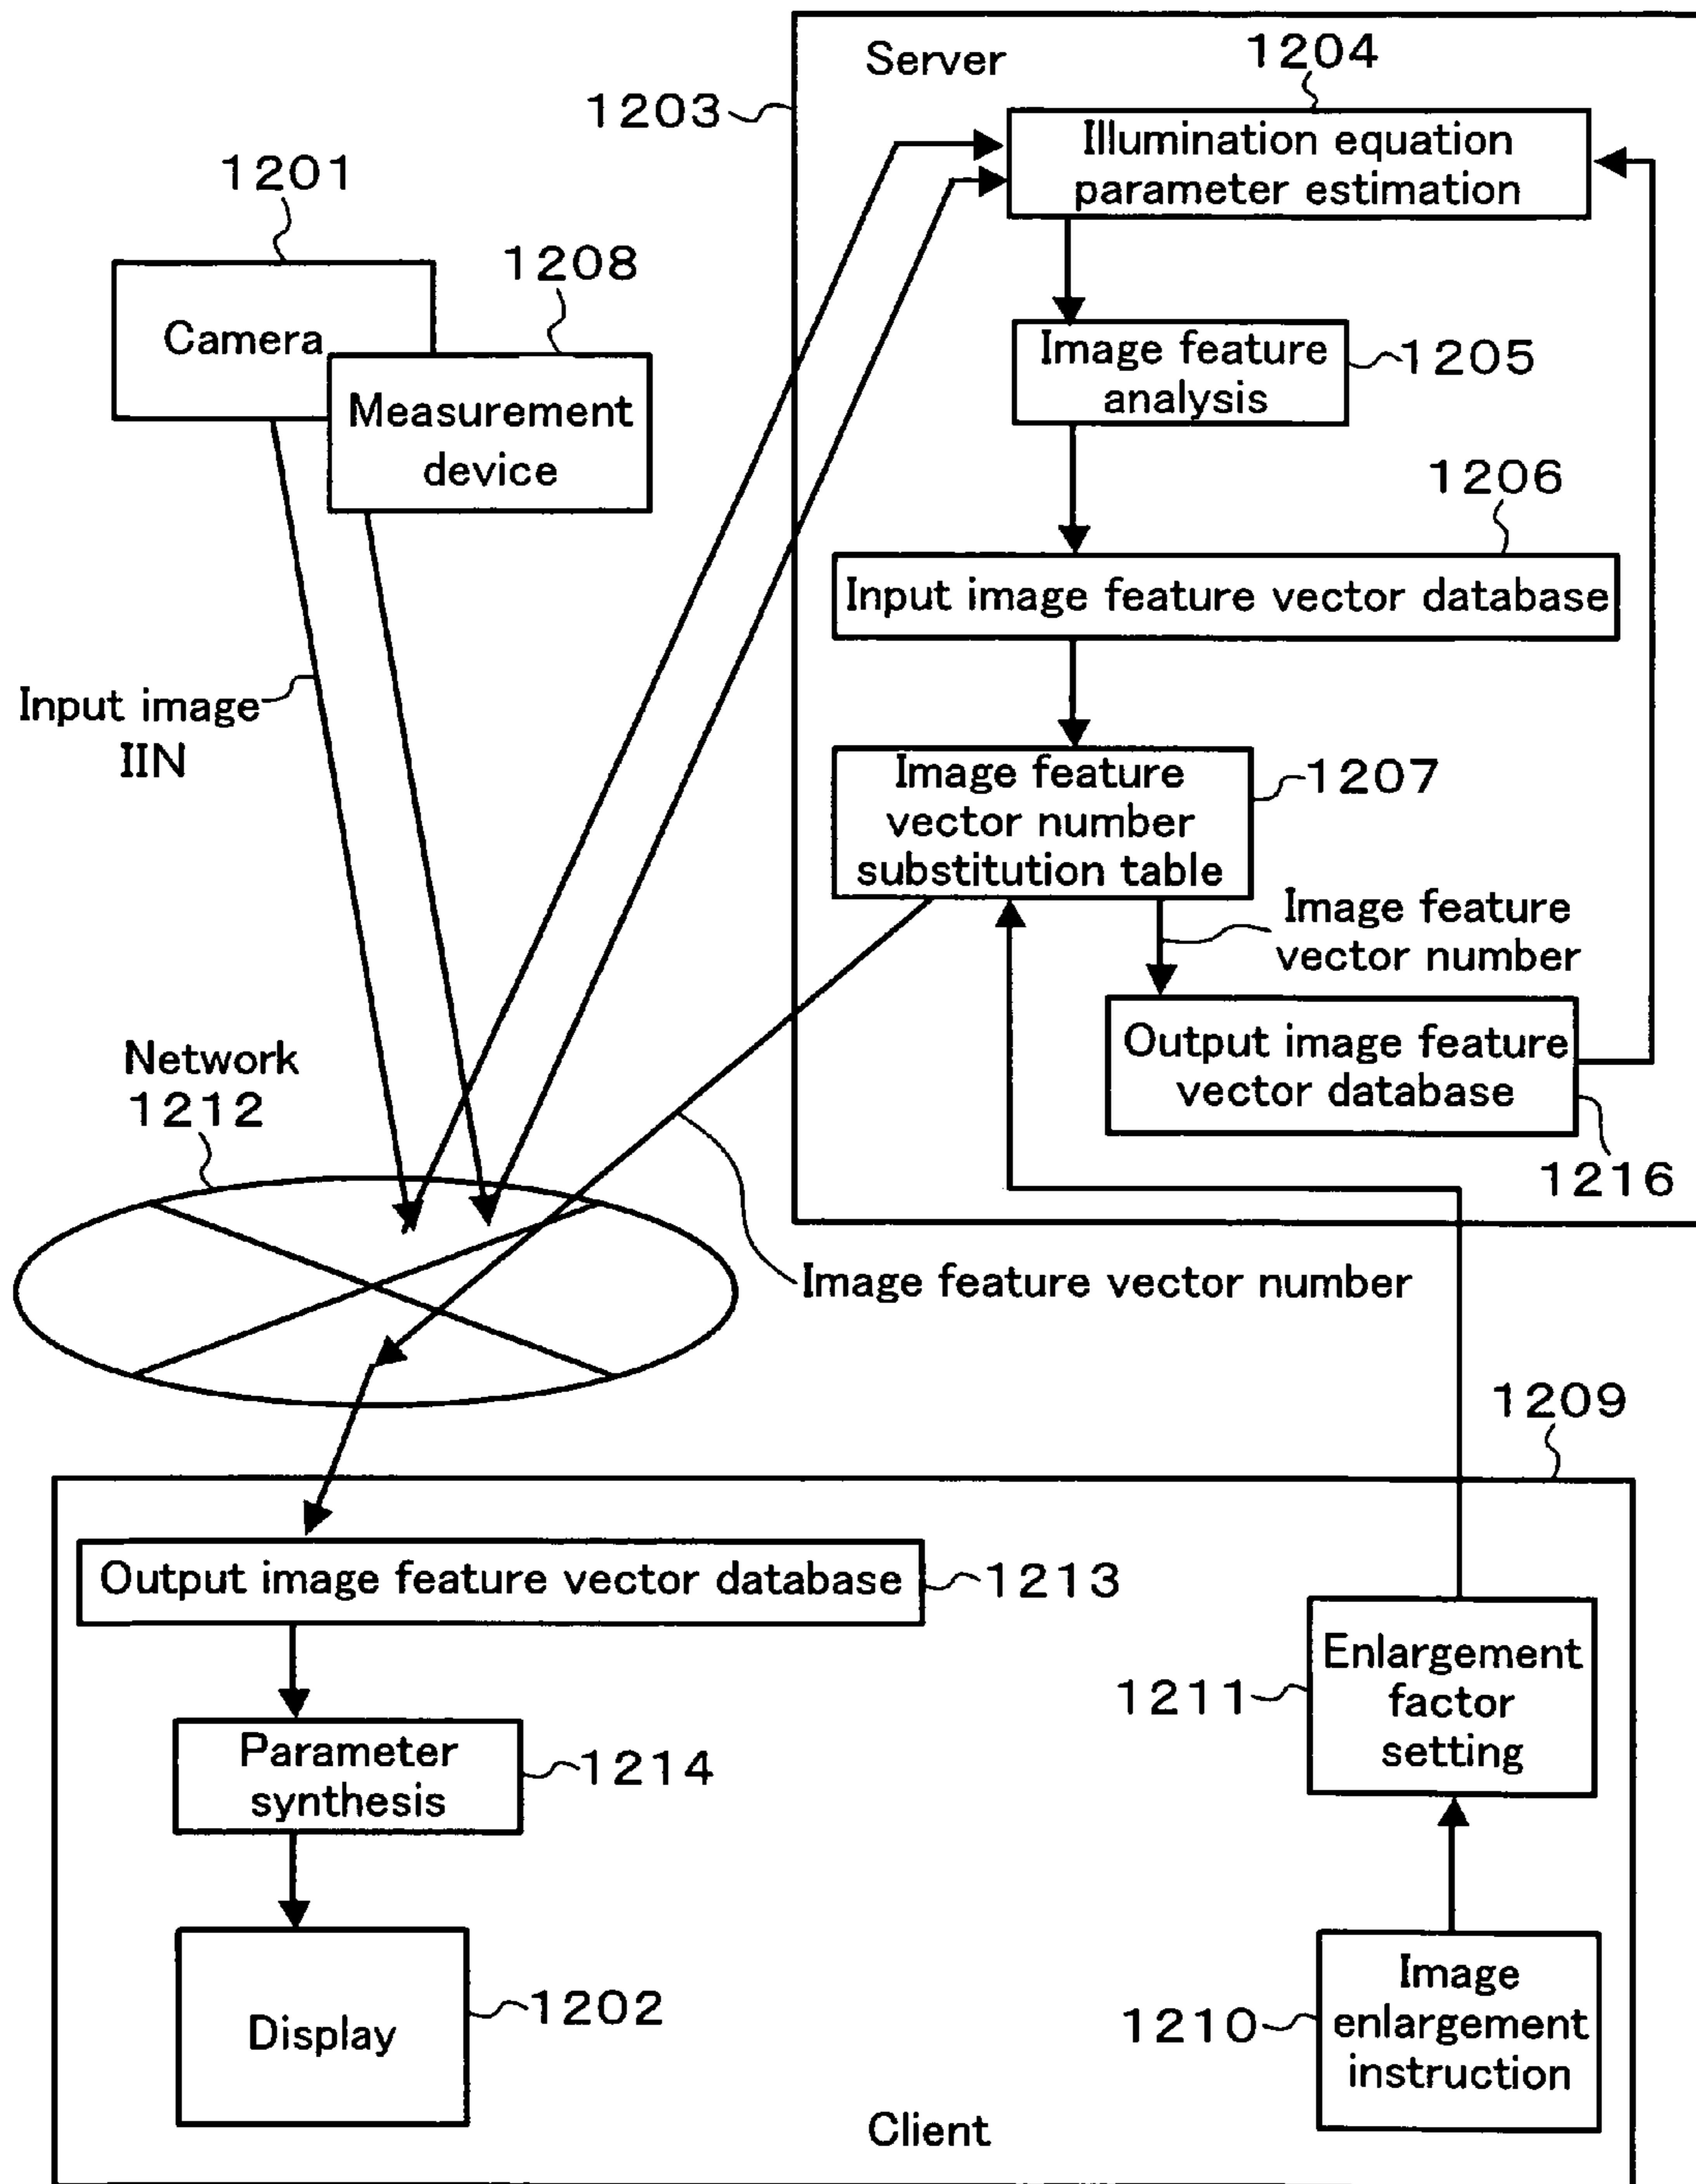 Server
1204
1203
Illumination equation
parameter estimation
1201
1208
Camera
Measurement
device
Image feature
analysis
1205
1206
Input image feature vector database
Input image
IIN
Image feature
vector number
substitution table
1207
Image feature
vector number
Output image feature
vector database
1216
Network
1212
Image feature vector number
1209
Output image feature vector database
1213
Enlargement
factor
setting
1211
Parameter
synthesis
1214
Display
1202
Image
enlargement
instruction
1210
Client